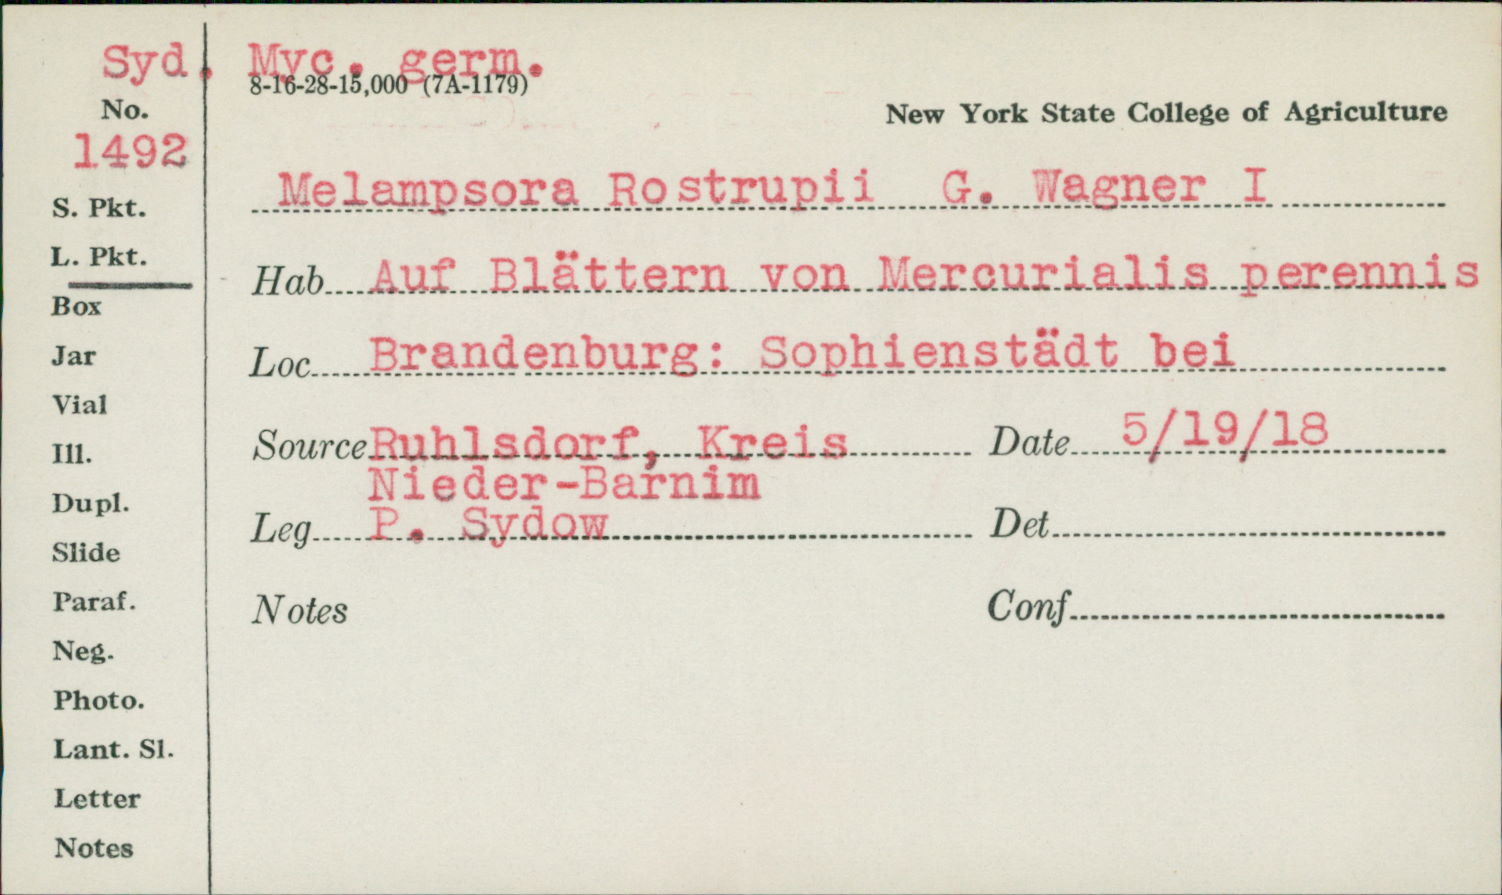 Syd. Myc. germ.
8-16-28-15,000 (7A-1179)
No.
New York State College of Agriculture
1492
Melampsora Rostrupii G. Wagner I
S. Pkt.
L. Pkt.
Hab Auf Blättern von Mercurialis perennis
Box
Jar
Loc Brandenburg: Sophienstädt bei
Vial
Source Ruhlsdorf, Kreis Date 5/19/18
Ill.
Nieder-Barnim
Dupl.
Leg P. Sydow Det
Slide
Paraf.
Notes Conf
Neg.
Photo.
Lant. Sl.
Letter
Notes